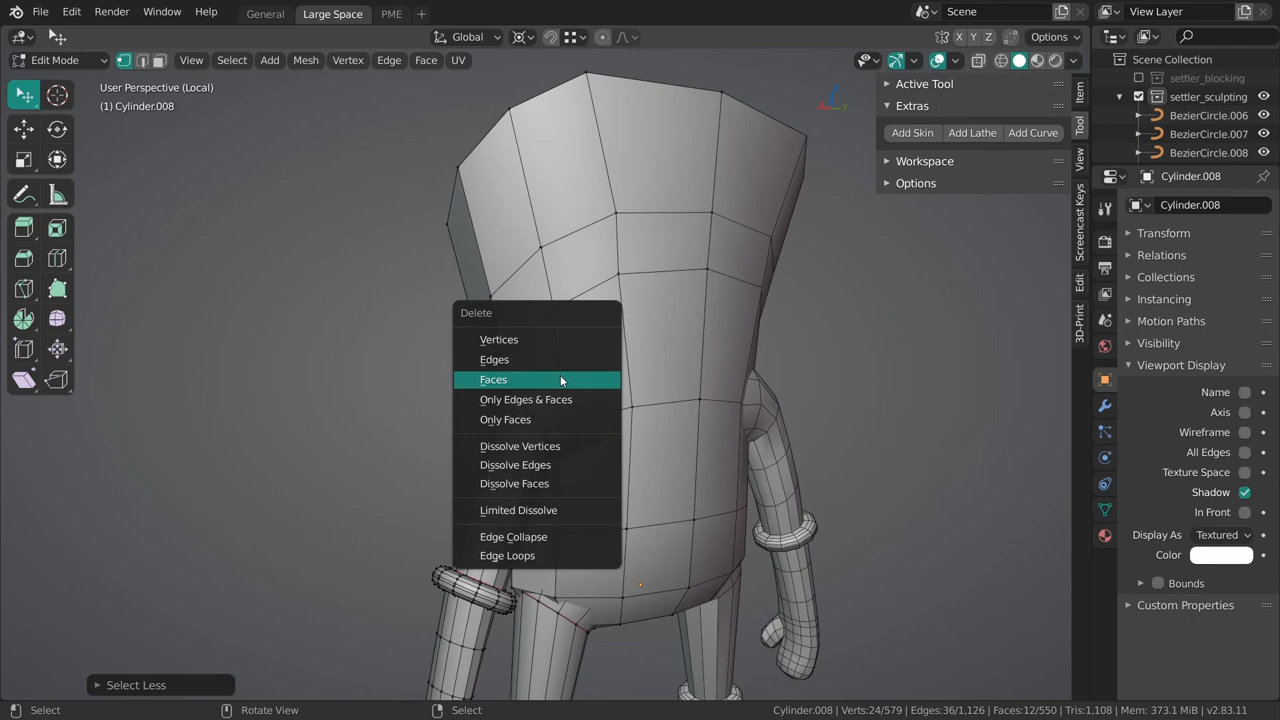 File Edit Render Window Help General Large Space PME + Scene View Layer
Global X Y Z Options
Edit Mode View Select Add Mesh Vertex Edge Face UV
User Perspective (Local)
(1) Cylinder.008
Active Tool
Extras
Add Skin Add Lathe Add Curve
Workspace
Options
Item
Tool
View
Screencast Keys
Edit
3D-Print
Scene Collection
settler_blocking
settler_sculpting
BezierCircle.006
BezierCircle.007
BezierCircle.008
Cylinder.008
Cylinder.008
Transform
Relations
Collections
Instancing
Motion Paths
Visibility
Viewport Display
Name
Axis
Wireframe
All Edges
Texture Space
Shadow
In Front
Display As Textured
Color
Bounds
Custom Properties
Delete
Vertices
Edges
Faces
Only Edges & Faces
Only Faces
Dissolve Vertices
Dissolve Edges
Dissolve Faces
Limited Dissolve
Edge Collapse
Edge Loops
Select Less
Select Rotate View Select Cylinder.008 | Verts:24/579 | Edges:36/1,126 | Faces:12/550 | Tris:1,108 | Mem: 373.1 MiB | v2.83.11